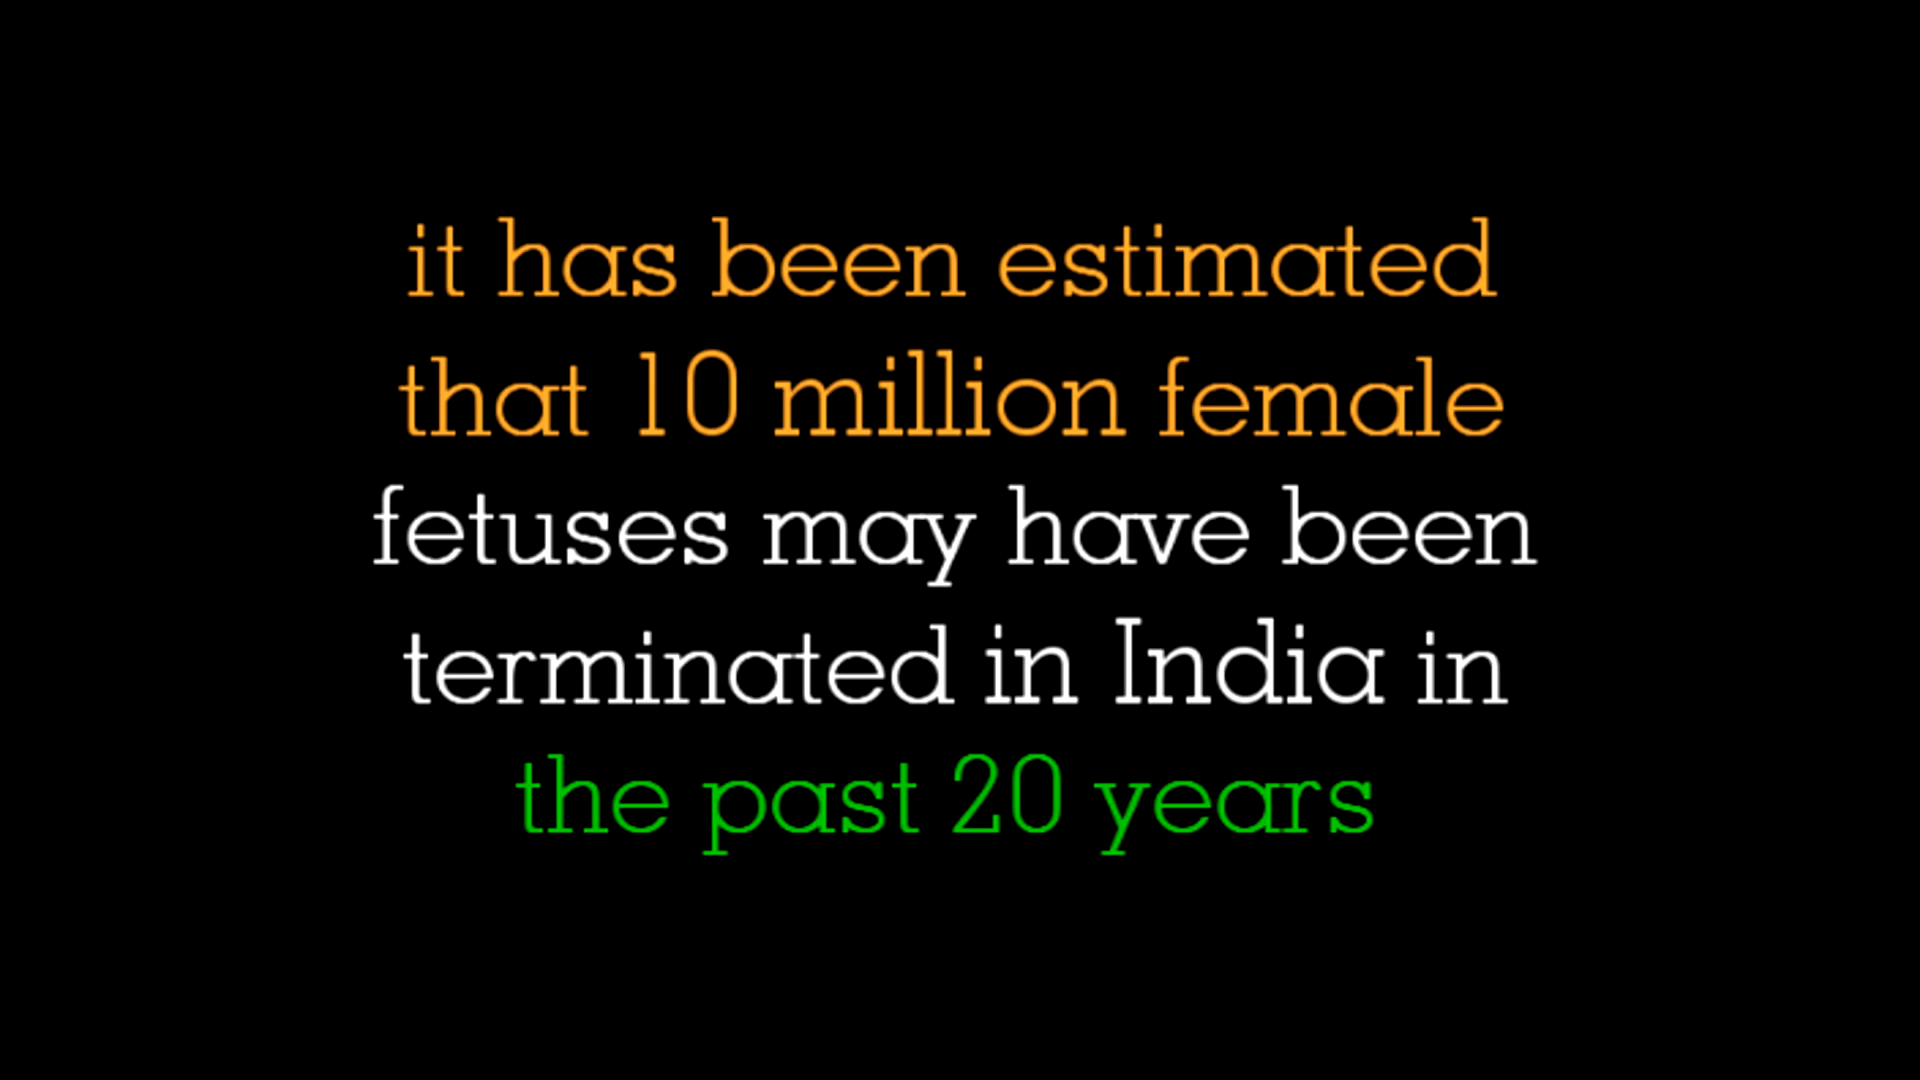 it has been estimated
that 10 million female
fetuses may have been
terminated in India in
the past 20 years